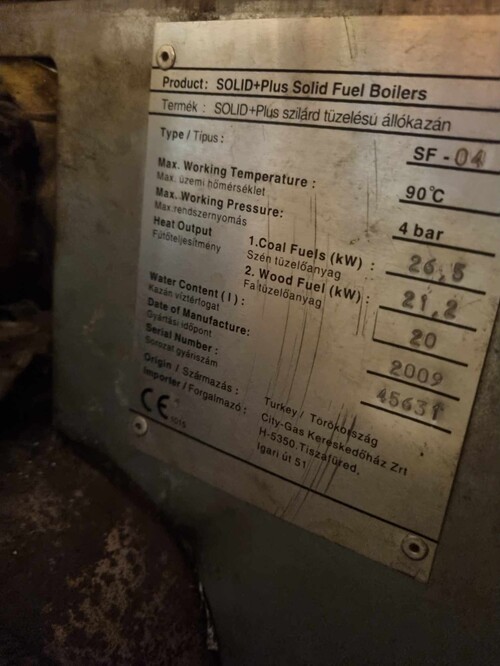 Product: SOLID+Plus Solid Fuel Boilers
Termék : SOLID+Plus szilárd tüzelésű állókazán
Type / Típus : SF - 04
Max. Working Temperature : 90°C
Max. üzemi hőmérséklet
Max. Working Pressure: 4 bar
Max. rendszernyomás
Heat Output 1.Coal Fuels (kW) : 26,5
Fűtőteljesítmény Szén tüzelőanyag
2. Wood Fuel (kW) : 21,2
Fa tüzelőanyag
Water Content ( l ) : 20
Kazán víztérfogat
Date of Manufacture: 2009
Gyártási időpont
Serial Number : 45631
Sorozat gyáriszám
Origin / Származás : Turkey / Törökország
Importer / Forgalmazó : City-Gas Kereskedőház Zrt
H-5350.Tiszafüred,
Igari út 51
CE